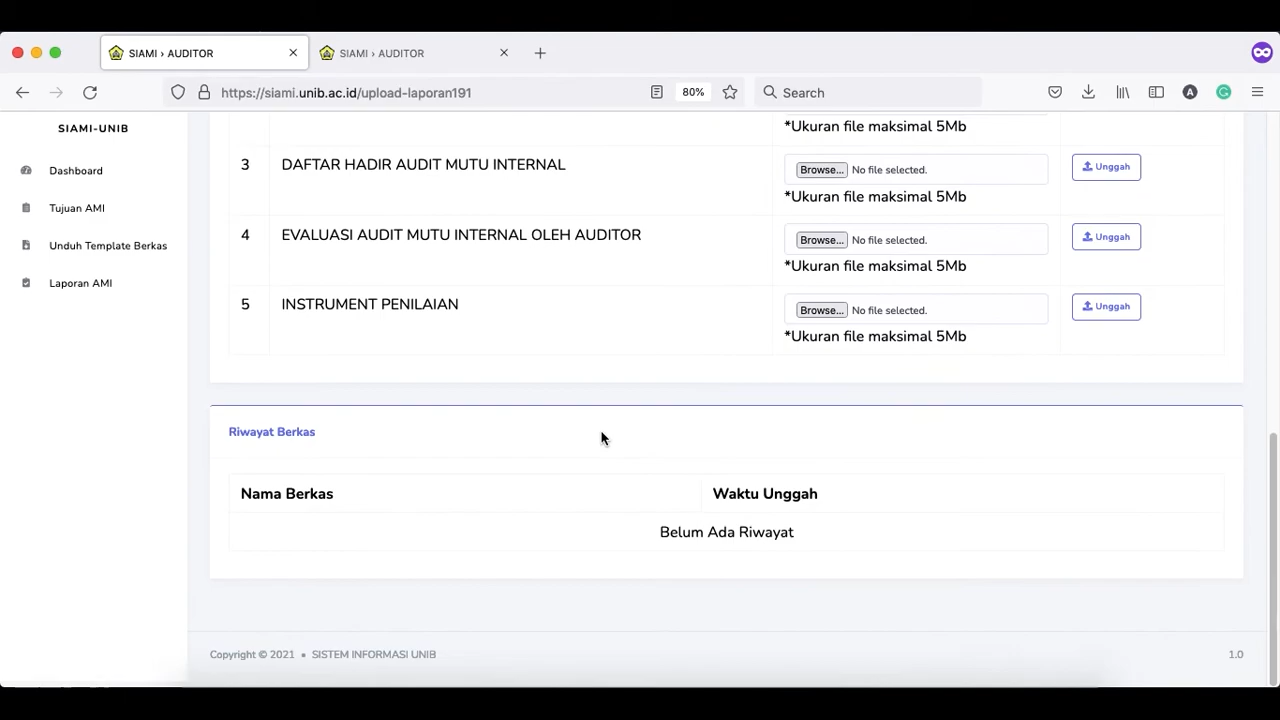 SIAMI › AUDITOR
SIAMI › AUDITOR
https://siami.unib.ac.id/upload-laporan191
80%
Search
A
SIAMI-UNIB
Dashboard
Tujuan AMI
Unduh Template Berkas
Laporan AMI
*Ukuran file maksimal 5Mb
3 DAFTAR HADIR AUDIT MUTU INTERNAL Browse... No file selected. Unggah
*Ukuran file maksimal 5Mb
4 EVALUASI AUDIT MUTU INTERNAL OLEH AUDITOR Browse... No file selected. Unggah
*Ukuran file maksimal 5Mb
5 INSTRUMENT PENILAIAN Browse... No file selected. Unggah
*Ukuran file maksimal 5Mb
Riwayat Berkas
Nama Berkas Waktu Unggah
Belum Ada Riwayat
Copyright © 2021 • SISTEM INFORMASI UNIB 1.0